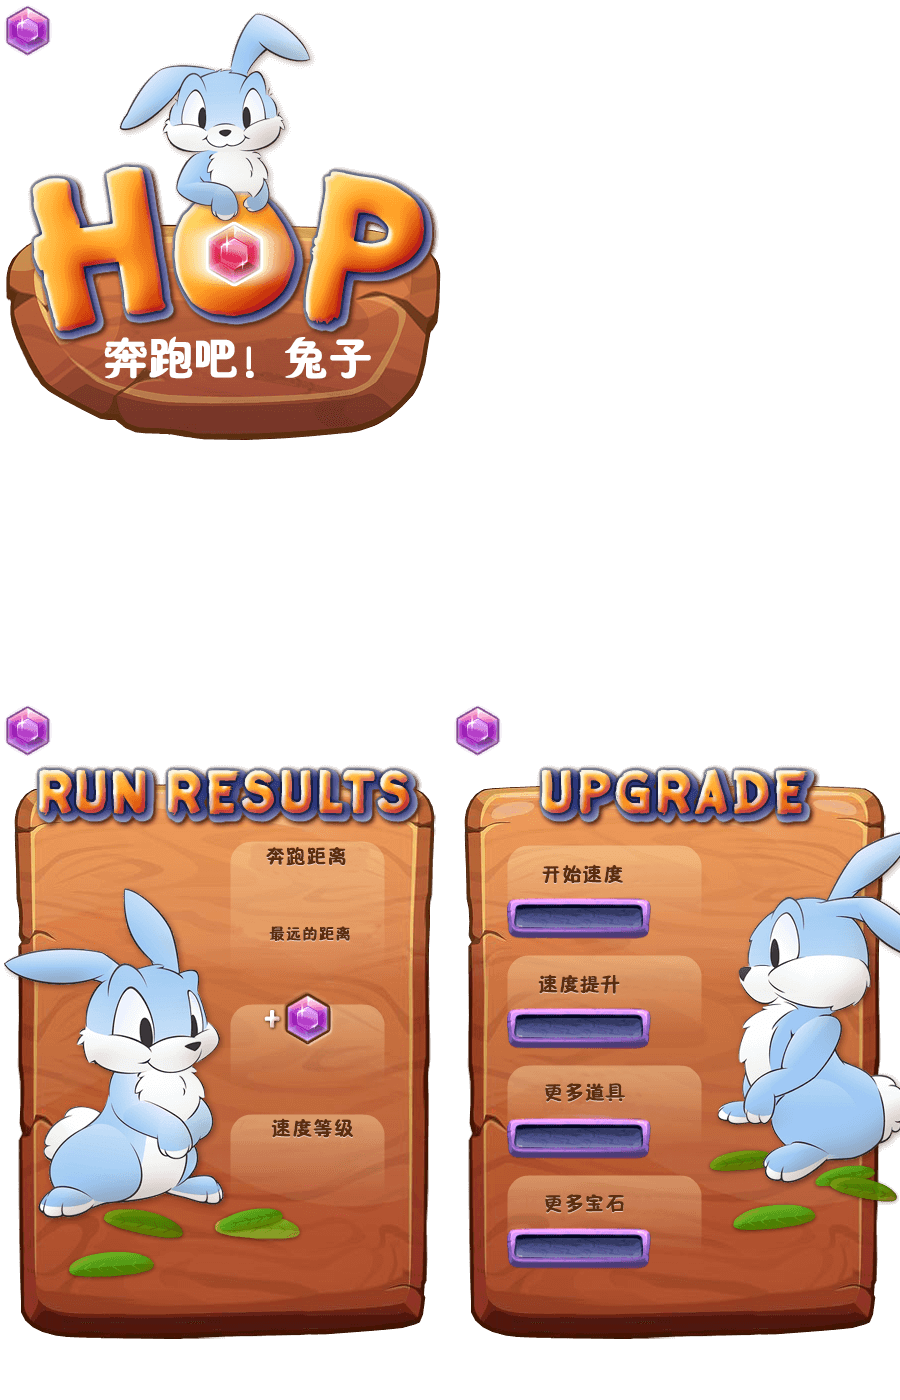 HOP
奔跑吧！兔子
RUN RESULTS
奔跑距离
最远的距离
+
速度等级
UPGRADE
开始速度
速度提升
更多道具
更多宝石